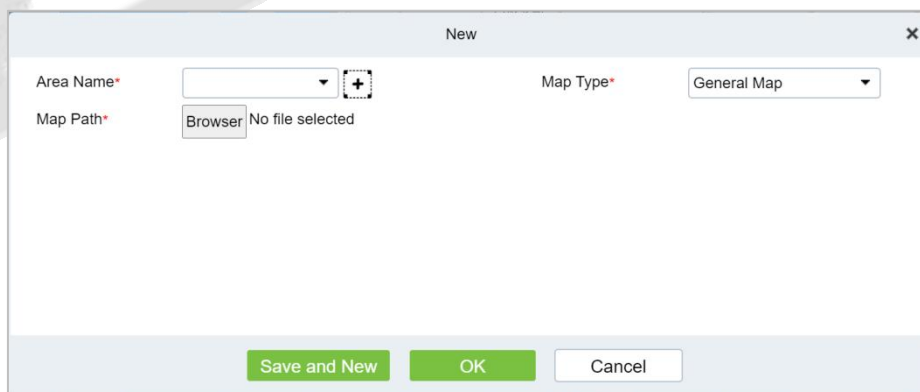 New
Area Name* Map Type* General Map
Map Path* Browser No file selected
Save and New OK Cancel